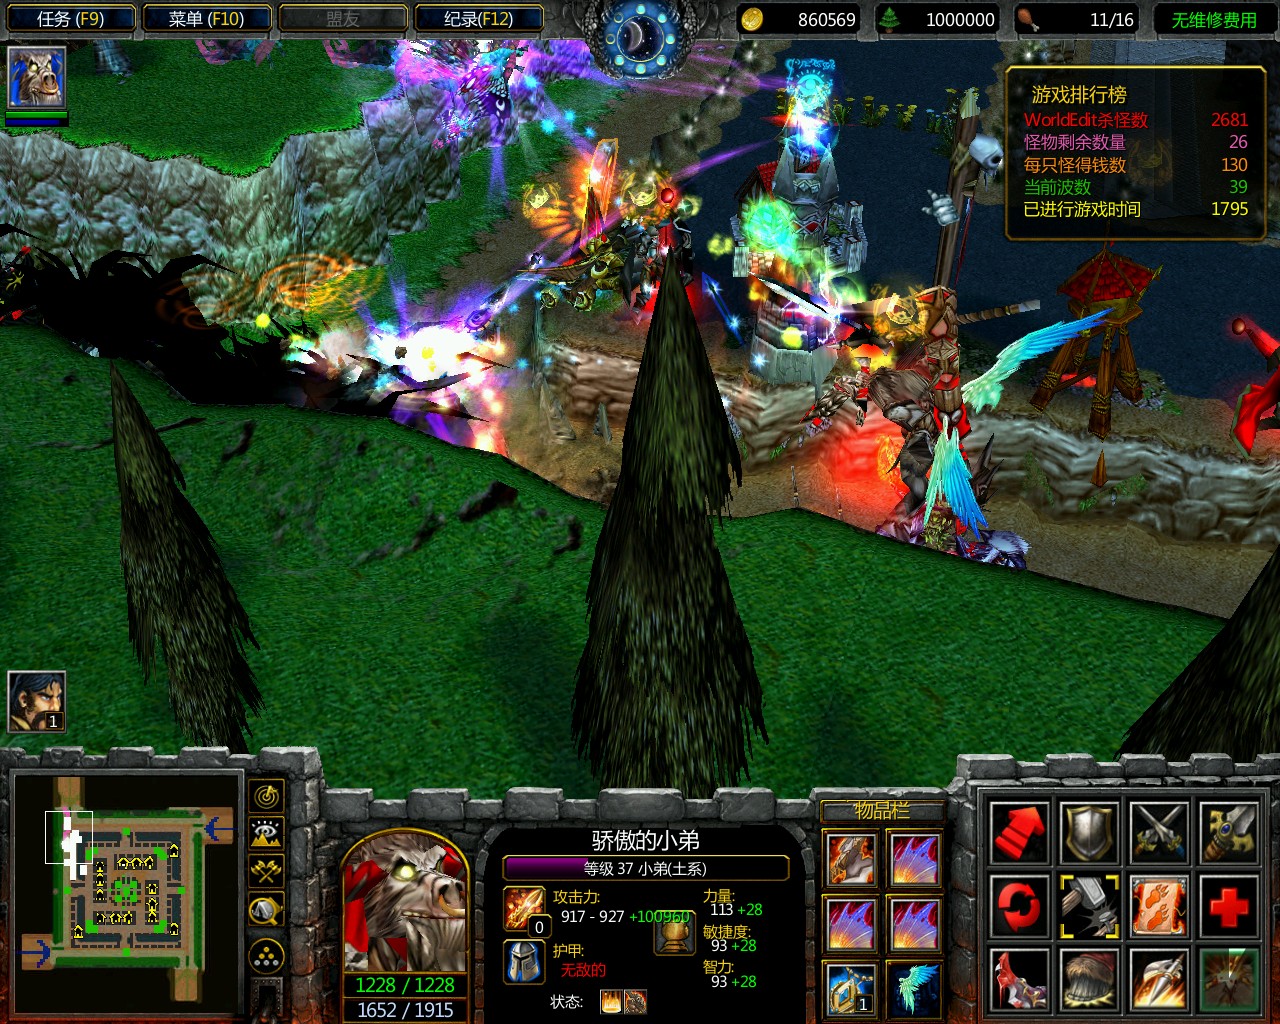 任务 (F9) 菜单 (F10) 盟友 纪录(F12) 860569 1000000 11/16 无维修费用
游戏排行榜
WorldEdit杀怪数 2681
怪物剩余数量 26
每只怪得钱数 130
当前波数 39
已进行游戏时间 1795
1
物品栏
骄傲的小弟
等级 37 小弟(土系)
攻击力:
917 - 927 +100960
0
护甲:
无敌的
状态:
力量:
113 +28
敏捷度:
93 +28
智力:
93 +28
1228 / 1228
1652 / 1915
1